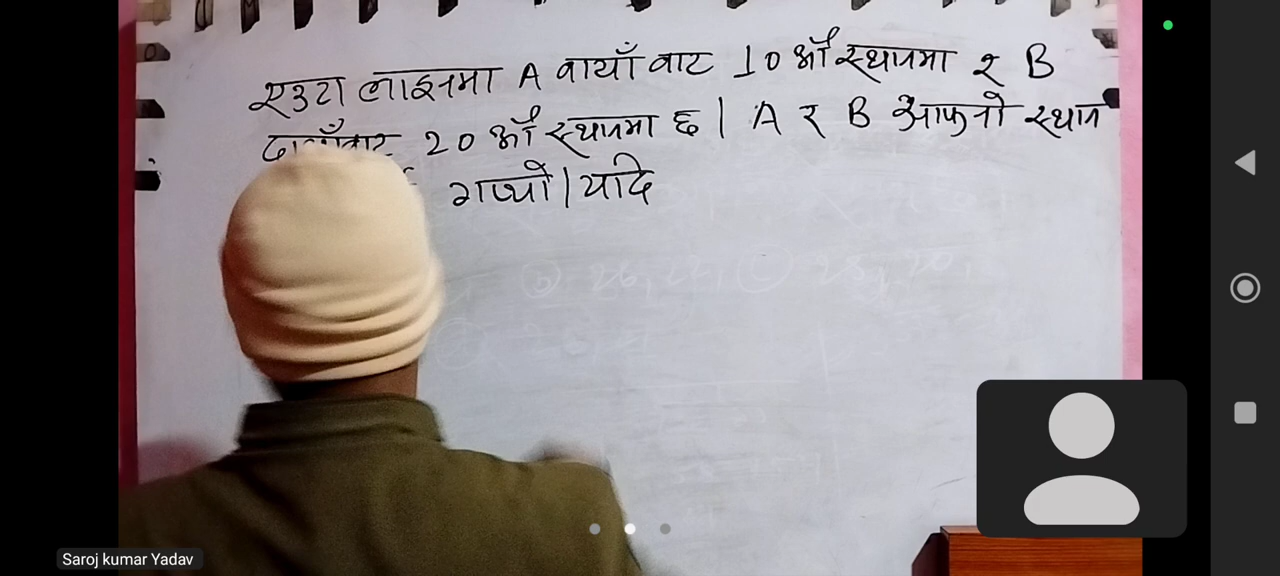 एउटा लाइनमा A बायाँ बाट 10 औँ स्थानमा र B
20 औँ स्थानमा छ | A र B आफ्नो स्थान
गर्‍यो | यदि
Saroj kumar Yadav